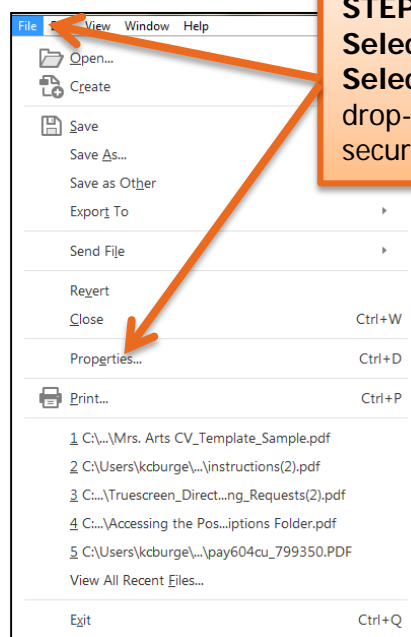 File View Window Help
STEP
Selec
Selec
drop-
secur
Open...
Create
Save
Save As...
Save as Other
Export To
Send File
Revert
Close Ctrl+W
Properties... Ctrl+D
Print... Ctrl+P
1 C:\...\Mrs. Arts CV_Template_Sample.pdf
2 C:\Users\kcburge\...\instructions(2).pdf
3 C:...\Truescreen_Direct...ng_Requests(2).pdf
4 C:...\Accessing the Pos...iptions Folder.pdf
5 C:\Users\kcburge\...\pay604cu_799350.PDF
View All Recent Files...
Exit Ctrl+Q